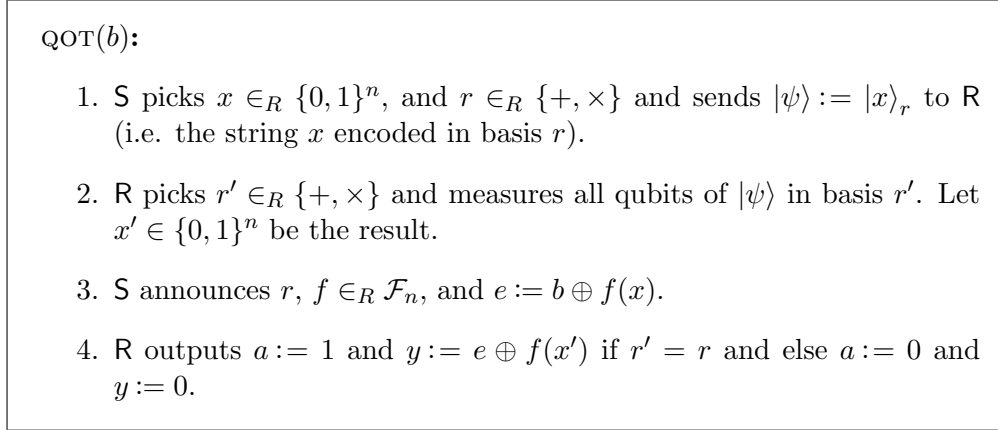 QOT(b):
1. S picks x ∈_R {0, 1}^n, and r ∈_R {+, ×} and sends |ψ⟩ := |x⟩_r to R
(i.e. the string x encoded in basis r).
2. R picks r′ ∈_R {+, ×} and measures all qubits of |ψ⟩ in basis r′. Let
x′ ∈ {0, 1}^n be the result.
3. S announces r, f ∈_R F_n, and e := b ⊕ f(x).
4. R outputs a := 1 and y := e ⊕ f(x′) if r′ = r and else a := 0 and
y := 0.